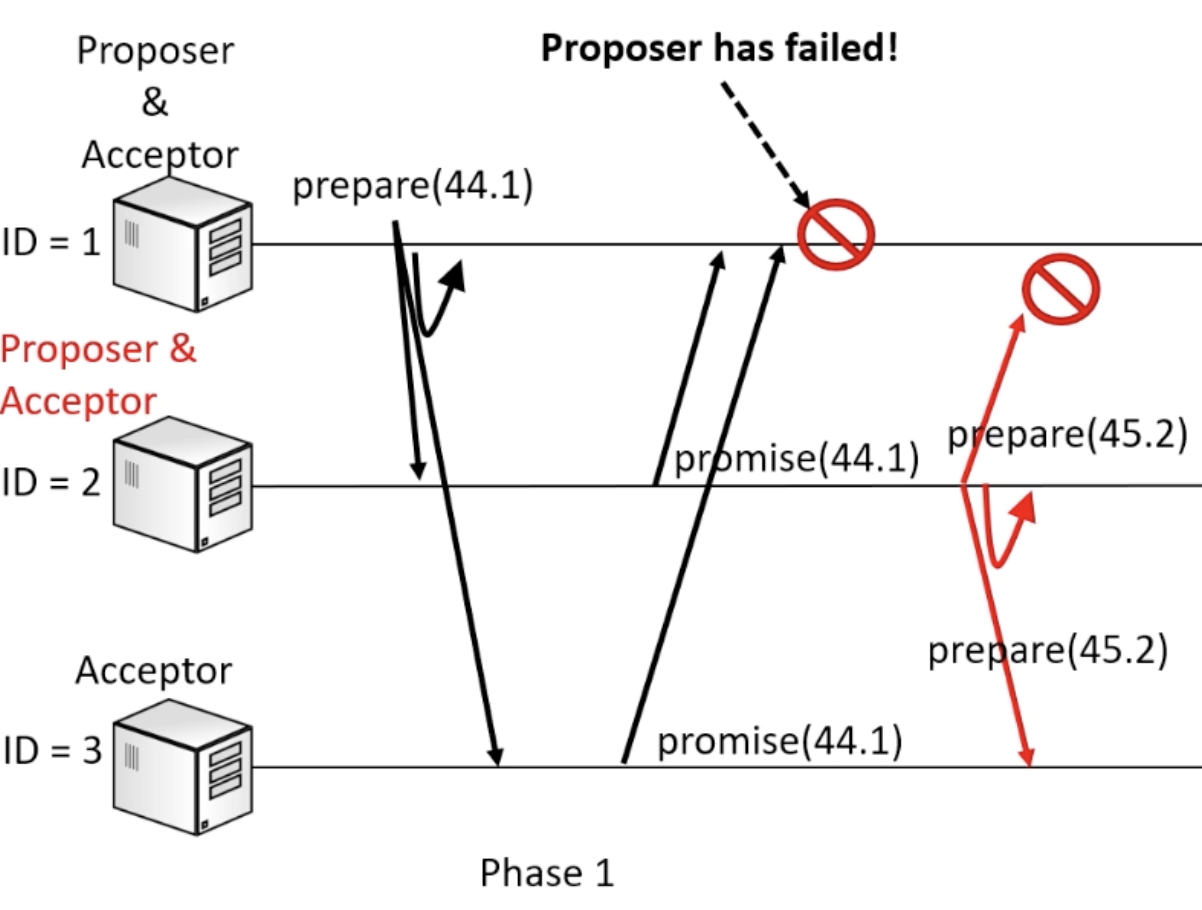 Proposer
&
Acceptor
Proposer has failed!
prepare(44.1)
ID = 1
Proposer &
Acceptor
prepare(45.2)
promise(44.1)
ID = 2
prepare(45.2)
Acceptor
promise(44.1)
ID = 3
Phase 1